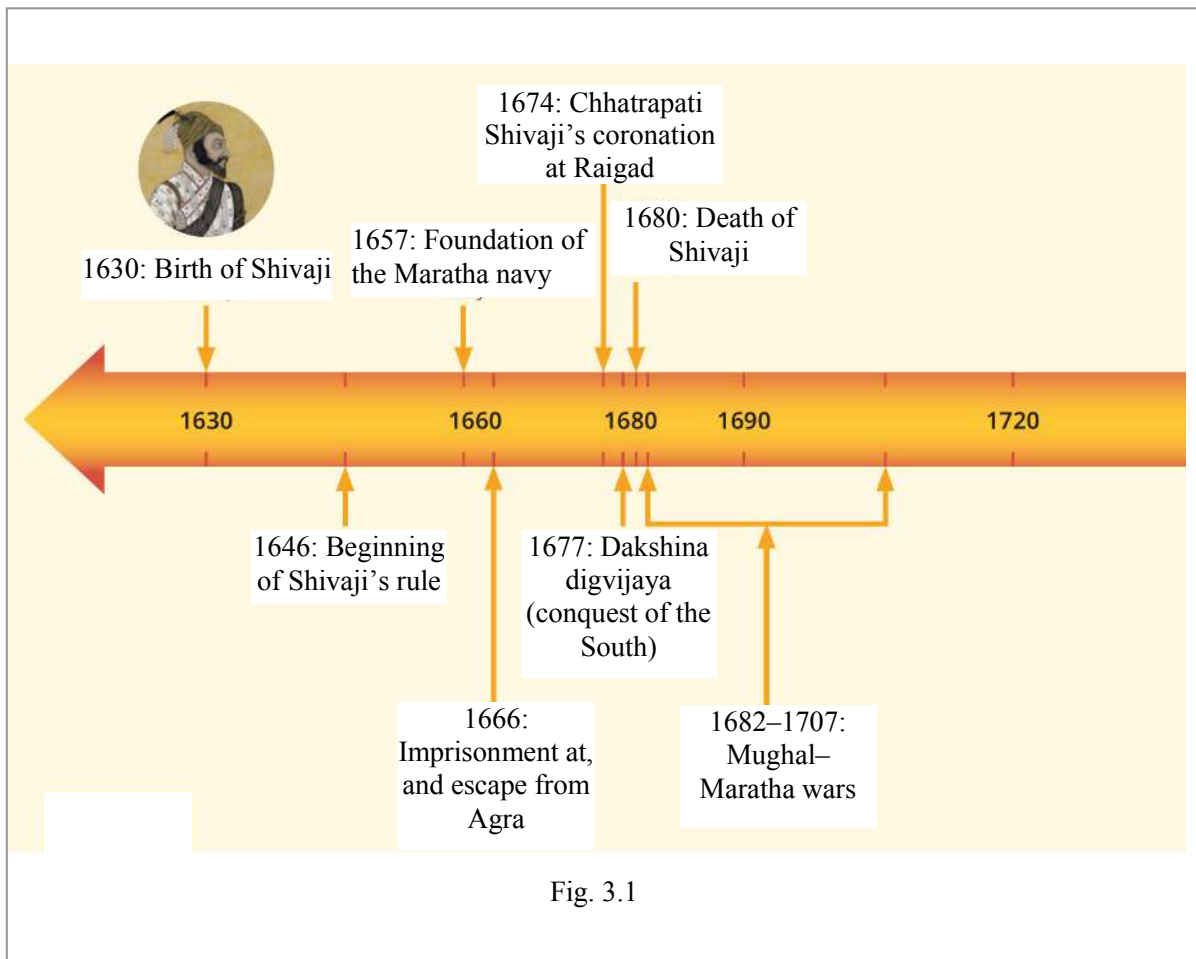 1674: Chhatrapati
Shivaji’s coronation
at Raigad
1680: Death of
Shivaji
1657: Foundation of
the Maratha navy
1630: Birth of Shivaji
1630
1660
1680
1690
1720
1646: Beginning
of Shivaji’s rule
1677: Dakshina
digvijaya
(conquest of the
South)
1666:
Imprisonment at,
and escape from
Agra
1682–1707:
Mughal–
Maratha wars
Fig. 3.1